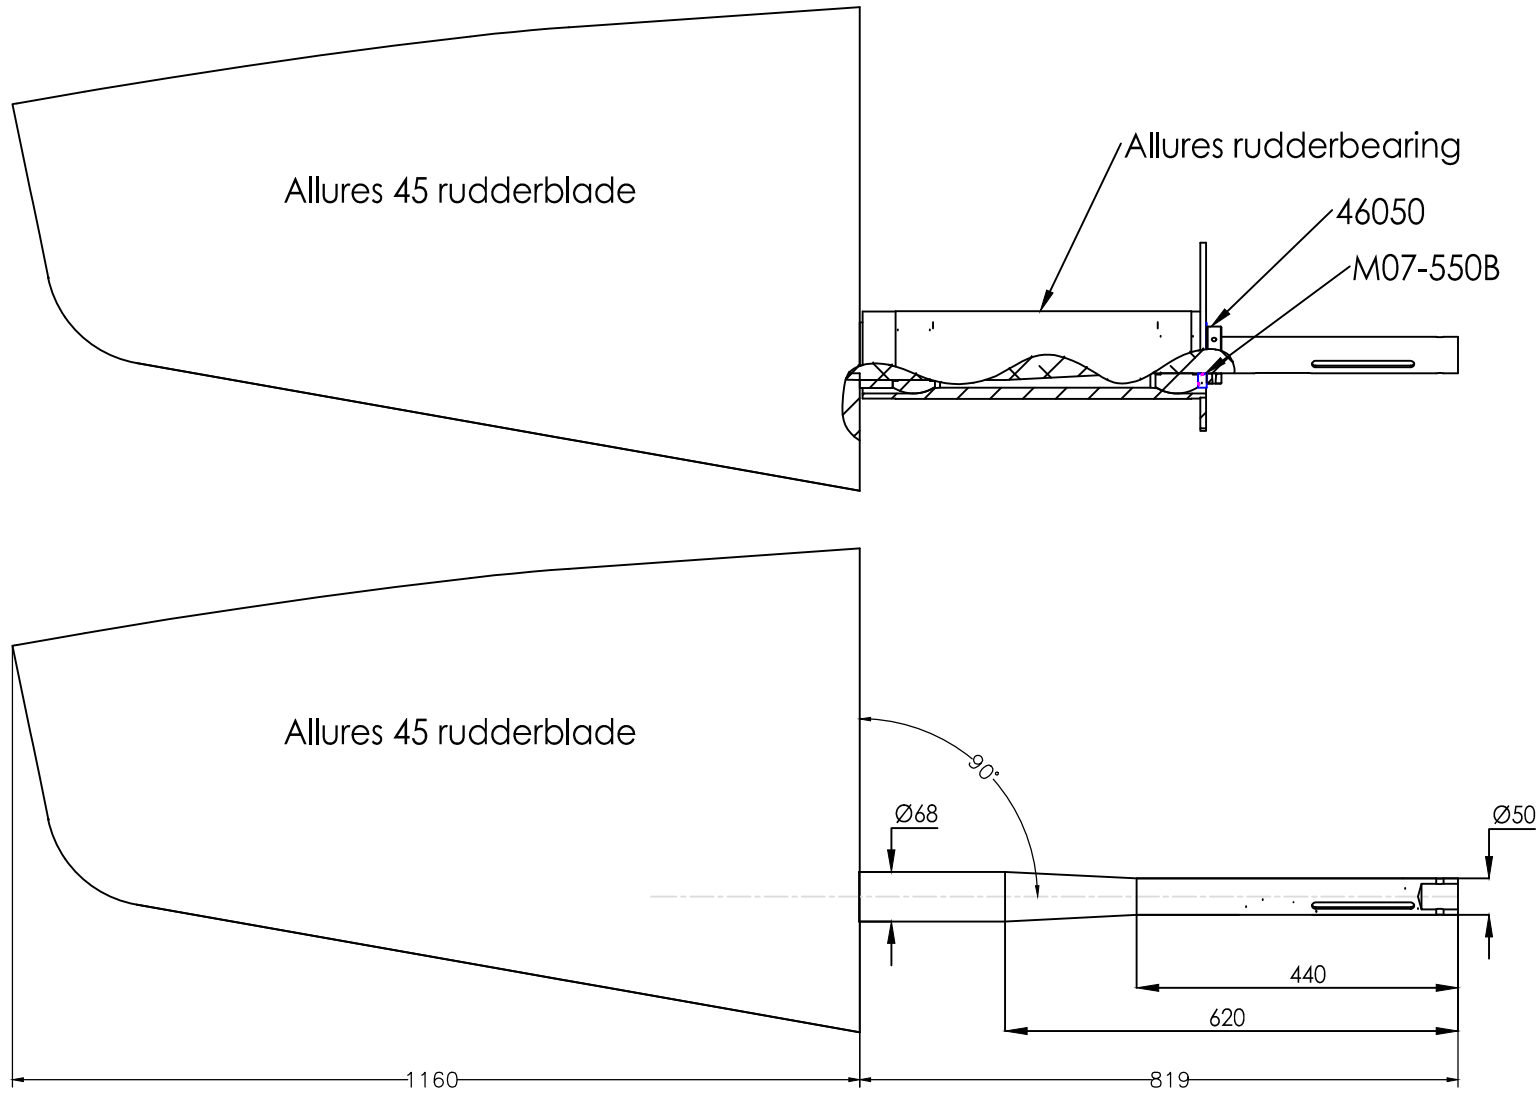 Allures rudderbearing
Allures 45 rudderblade
46050
M07-550B
Allures 45 rudderblade
90°
Ø68
Ø50
440
620
1160
819